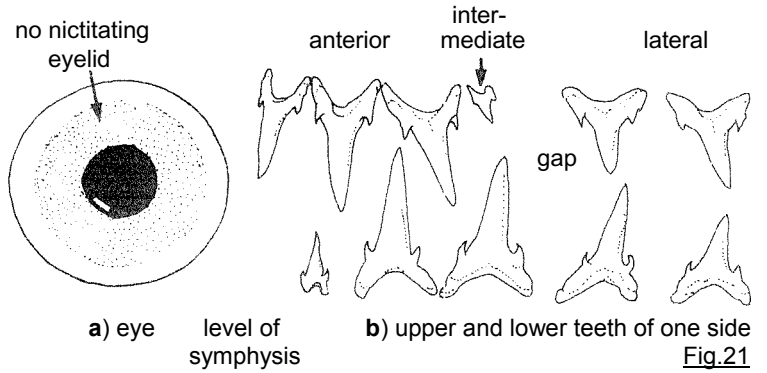 no nictitating
eyelid
anterior
inter-
mediate
lateral
gap
a) eye
level of
symphysis
b) upper and lower teeth of one side
Fig.21